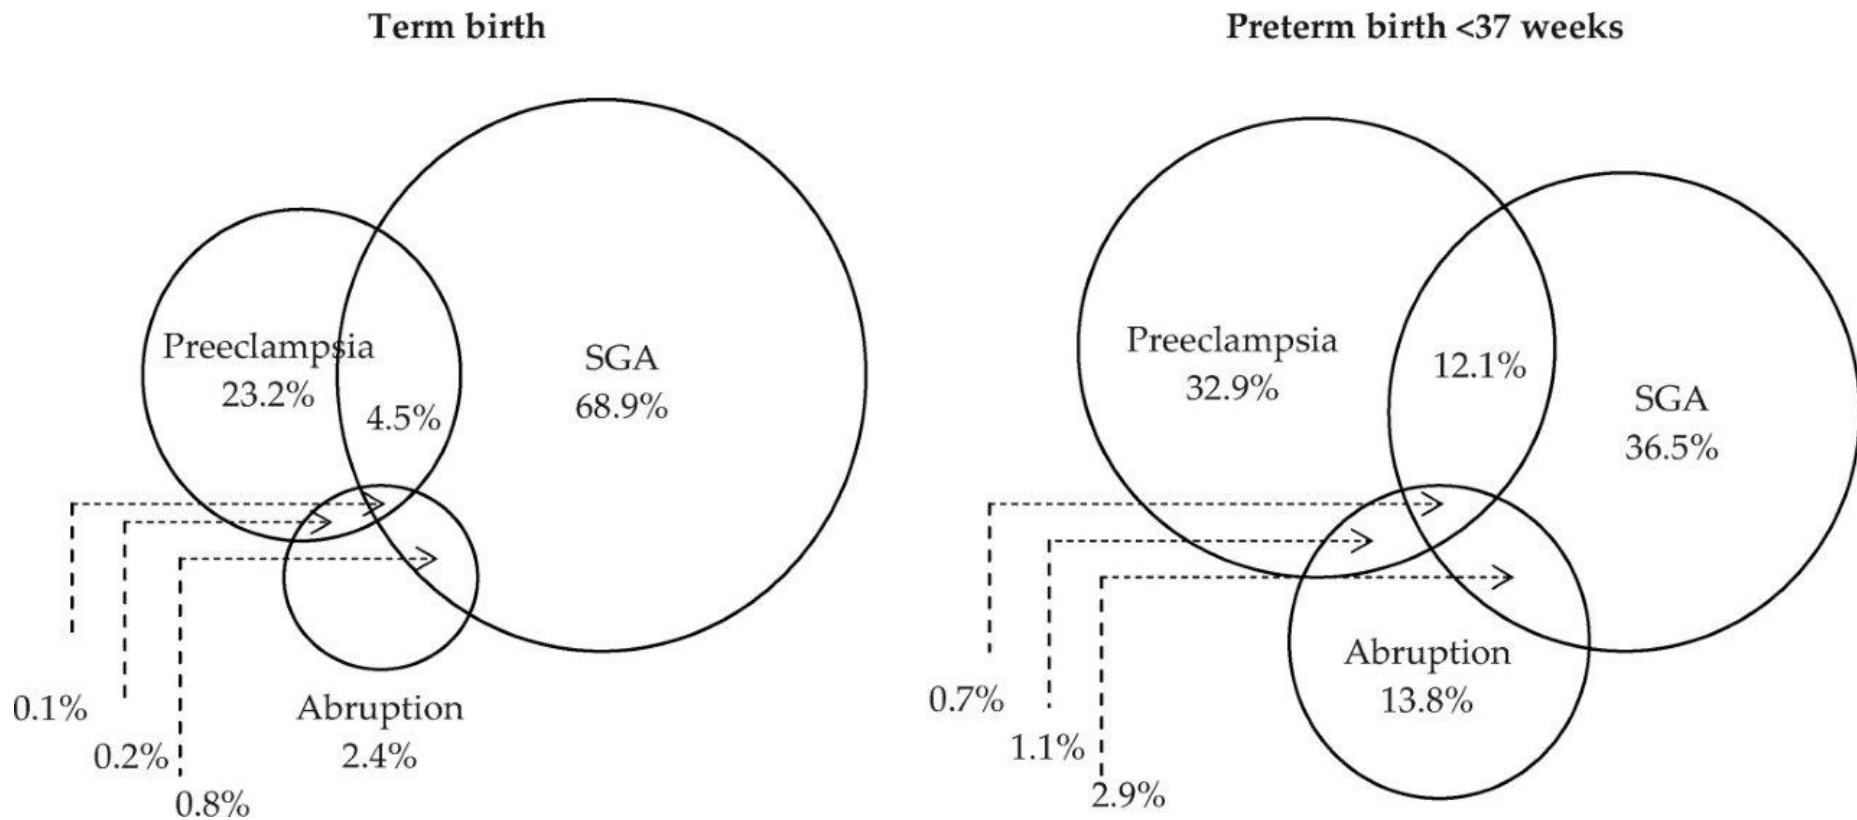 Term birth
Preeclampsia
23.2%
4.5%
SGA
68.9%
0.1%
0.2%
0.8%
Abruption
2.4%
Preterm birth <37 weeks
Preeclampsia
32.9%
12.1%
SGA
36.5%
0.7%
1.1%
2.9%
Abruption
13.8%